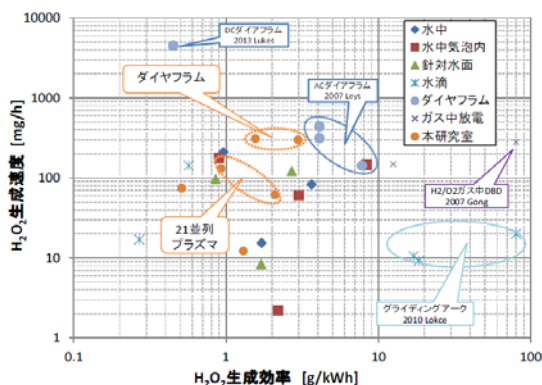 DCダイアフラム
2013 Lukes
ダイヤフラム
ACダイアフラム
2007 Leys
水中
水中気泡内
針対水面
水滴
ダイヤフラム
ガス中放電
本研究室
H2/O2ガス中DBD
2007 Gong
21並列
プラズマ
グライディングアーク
2010 Lokce
H₂O₂生成速度 [mg/h]
10000
1000
100
10
1
0.1
1
10
100
H₂O₂生成効率 [g/kWh]